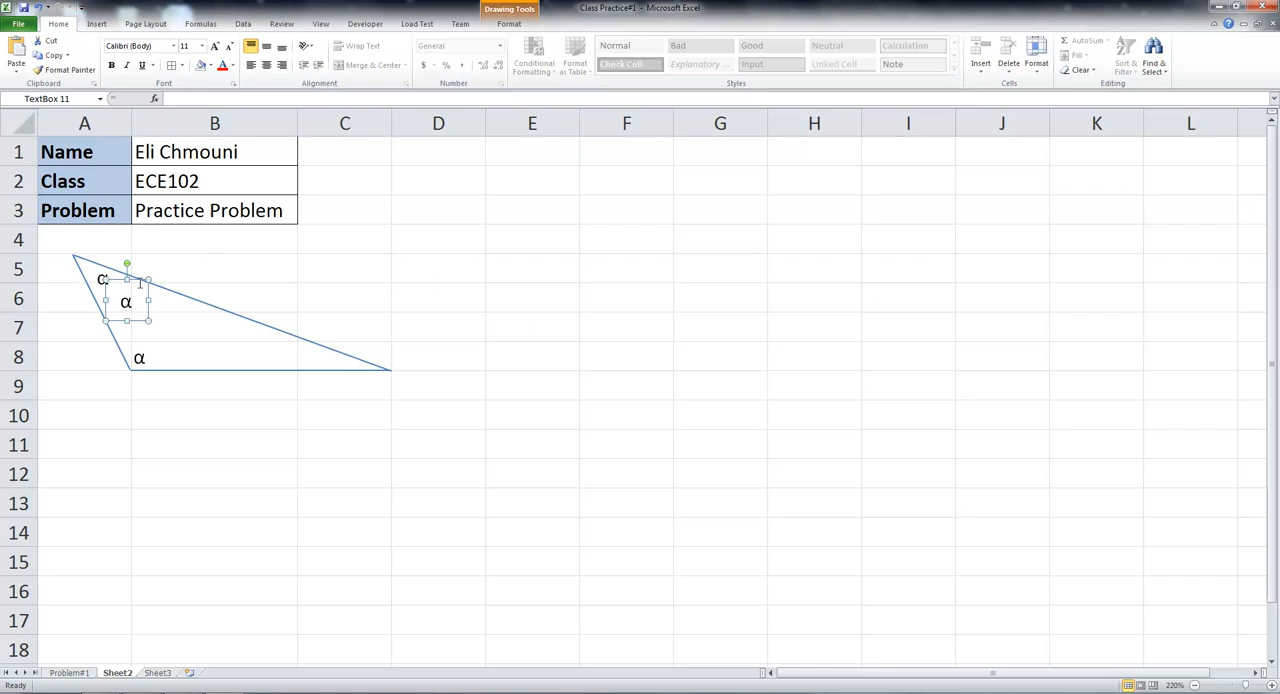 Class Practice#1 - Microsoft Excel
Drawing Tools
File Home Insert Page Layout Formulas Data Review View Developer Load Test Team Format
Cut
Copy
Format Painter
Paste
Clipboard
Calibri (Body) 11
B I U
Font
Wrap Text
Merge & Center
Alignment
General
$ % ,
Number
Conditional Formatting
Format as Table
Normal Bad Good Neutral Calculation
Check Cell Explanatory ... Input Linked Cell Note
Styles
Insert Delete Format
Cells
AutoSum
Fill
Clear
Sort & Filter
Find & Select
Editing
TextBox 11
fx
A B C D E F G H I J K L
1 Name Eli Chmouni
2 Class ECE102
3 Problem Practice Problem
4
5 α
6 α
7
8 α
9
10
11
12
13
14
15
16
17
18
Problem#1 Sheet2 Sheet3
Ready
220%